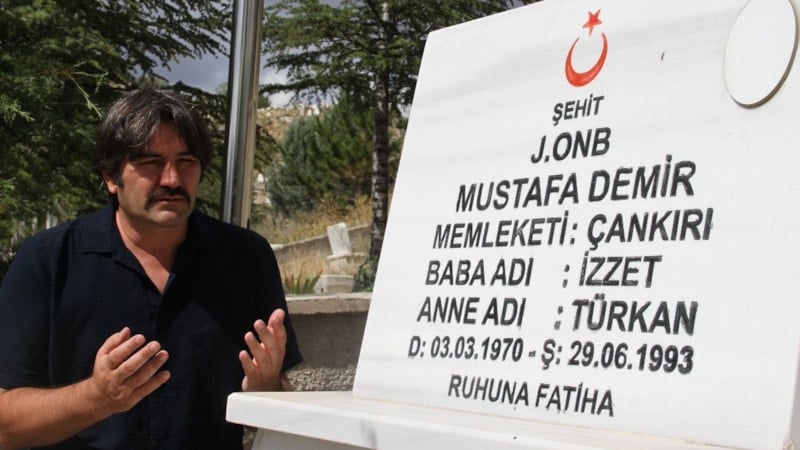 ŞEHİT
J.ONB
MUSTAFA DEMİR
MEMLEKETİ : ÇANKIRI
BABA ADI : İZZET
ANNE ADI : TÜRKAN
D: 03.03.1970 - Ş: 29.06.1993
RUHUNA FATİHA